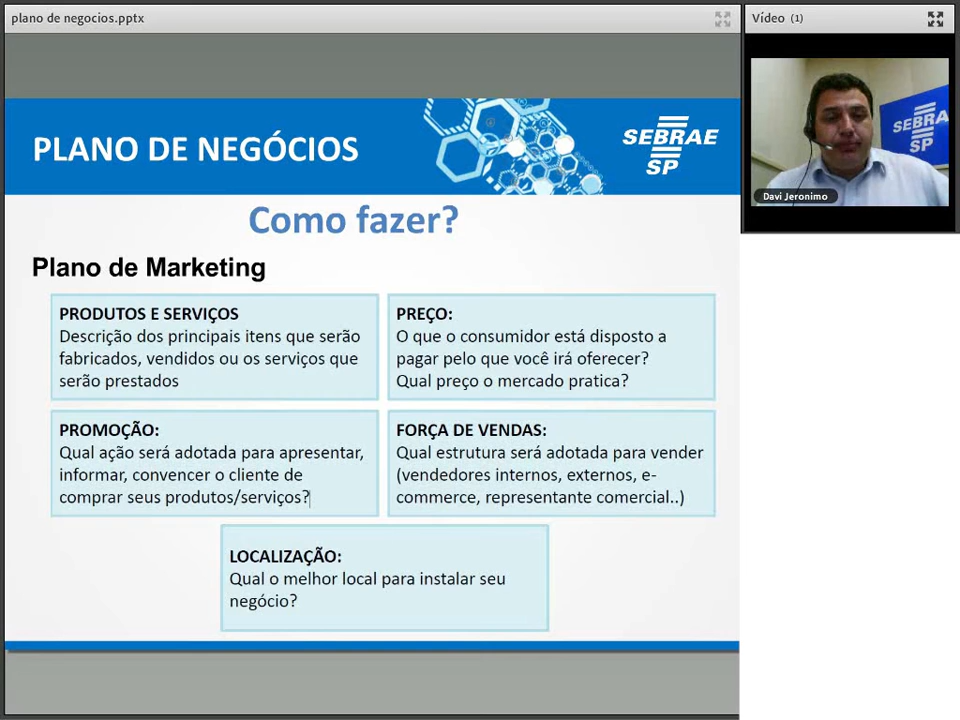 plano de negocios.pptx
Vídeo (1)
PLANO DE NEGÓCIOS
SEBRAE
SP
SEBRAE
SP
Davi Jeronimo
Como fazer?
Plano de Marketing
PRODUTOS E SERVIÇOS
Descrição dos principais itens que serão
fabricados, vendidos ou os serviços que
serão prestados
PREÇO:
O que o consumidor está disposto a
pagar pelo que você irá oferecer?
Qual preço o mercado pratica?
PROMOÇÃO:
Qual ação será adotada para apresentar,
informar, convencer o cliente de
comprar seus produtos/serviços?
FORÇA DE VENDAS:
Qual estrutura será adotada para vender
(vendedores internos, externos, e-
commerce, representante comercial..)
LOCALIZAÇÃO:
Qual o melhor local para instalar seu
negócio?